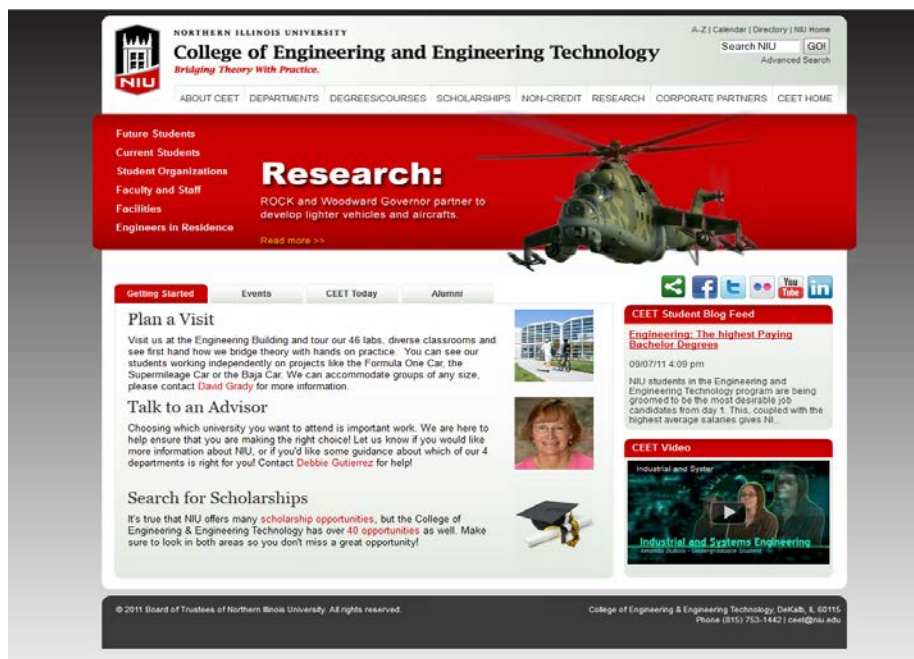 NORTHERN ILLINOIS UNIVERSITY
College of Engineering and Engineering Technology
Bridging Theory With Practice.
NIU
A-Z | Calendar | Directory | NIU Home
Search NIU GO!
Advanced Search
ABOUT CEET DEPARTMENTS DEGREES/COURSES SCHOLARSHIPS NON-CREDIT RESEARCH CORPORATE PARTNERS CEET HOME
Future Students
Current Students
Student Organizations
Faculty and Staff
Facilities
Engineers in Residence
Research:
ROCK and Woodward Governor partner to
develop lighter vehicles and aircrafts.
Read more >>
Getting Started Events CEET Today Alumni
Plan a Visit
Visit us at the Engineering Building and tour our 46 labs, diverse classrooms and
see first hand how we bridge theory with hands on practice. You can see our
students working independently on projects like the Formula One Car, the
Supermileage Car or the Baja Car. We can accommodate groups of any size,
please contact David Grady for more information.
Talk to an Advisor
Choosing which university you want to attend is important work. We are here to
help ensure that you are making the right choice! Let us know if you would like
more information about NIU, or if you'd like some guidance about which of our 4
departments is right for you! Contact Debbie Gutierrez for help!
Search for Scholarships
It's true that NIU offers many scholarship opportunities, but the College of
Engineering & Engineering Technology has over 40 opportunities as well. Make
sure to look in both areas so you don't miss a great opportunity!
You
Tube
in
CEET Student Blog Feed
Engineering: The highest Paying
Bachelor Degrees
09/07/11 4:09 pm
NIU students in the Engineering and
Engineering Technology program are being
groomed to be the most desirable job
candidates from day 1. This, coupled with the
highest average salaries gives NI...
CEET Video
Industrial and Syster
Industrial and Systems Engineering
© 2011 Board of Trustees of Northern Illinois University. All rights reserved.
College of Engineering & Engineering Technology, DeKalb, IL 60115
Phone (815) 753-1442 | ceet@niu.edu